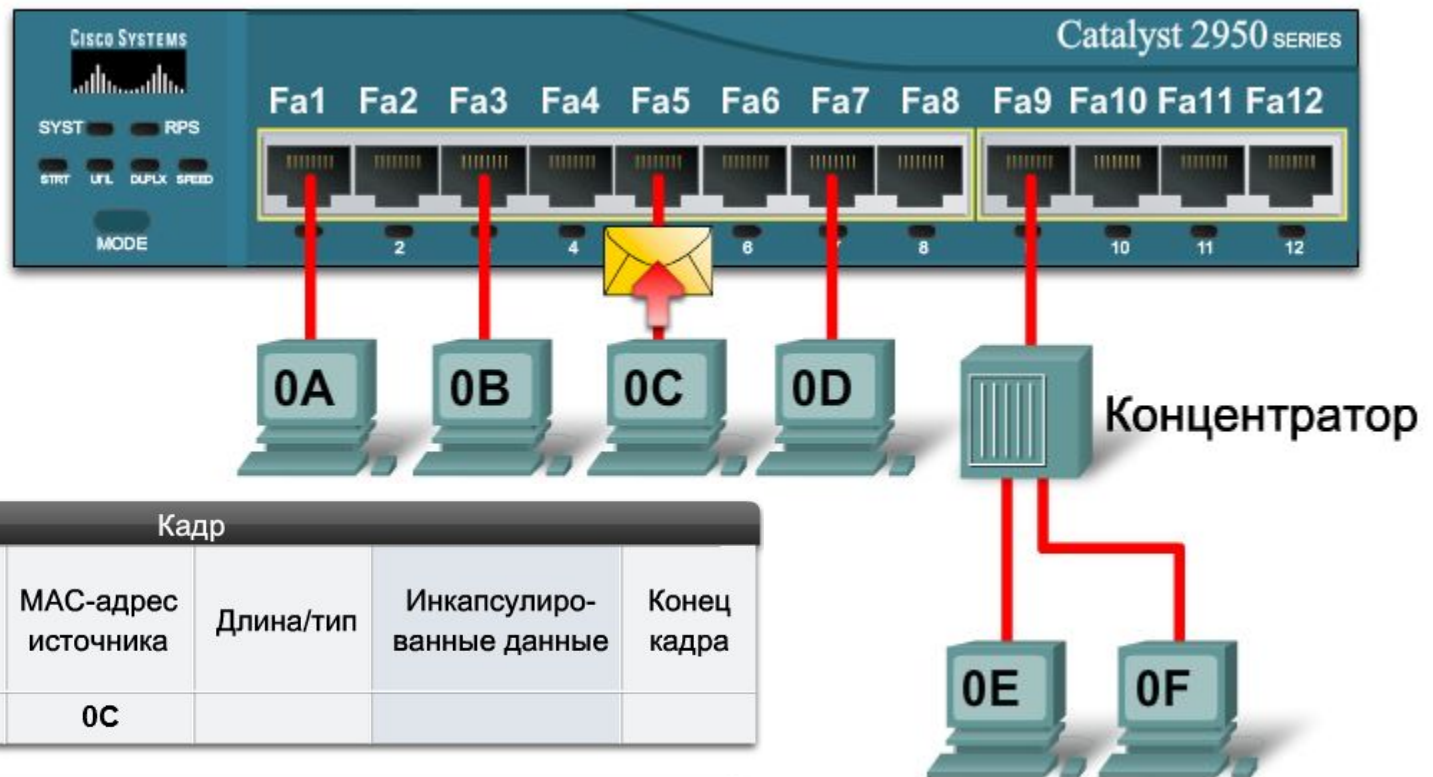 CISCO SYSTEMS
Catalyst 2950 SERIES
Fa1 Fa2 Fa3 Fa4 Fa5 Fa6 Fa7 Fa8 Fa9 Fa10 Fa11 Fa12
SYST RPS
STRT UTIL DUPLX SPEED
MODE
2 4 6 8 10 11 12
0A 0B 0C 0D
Концентратор
Кадр
MAC-адрес
источника
Длина/тип
Инкапсулиро-
ванные данные
Конец
кадра
0C
0E 0F